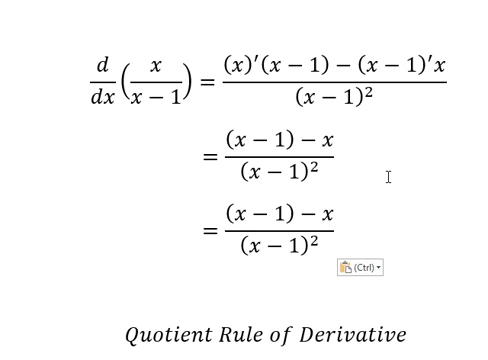 d/dx (x/(x − 1)) = ((x)′(x − 1) − (x − 1)′x)/(x − 1)²
= ((x − 1) − x)/(x − 1)²
= ((x − 1) − x)/(x − 1)²
(Ctrl)
Quotient Rule of Derivative